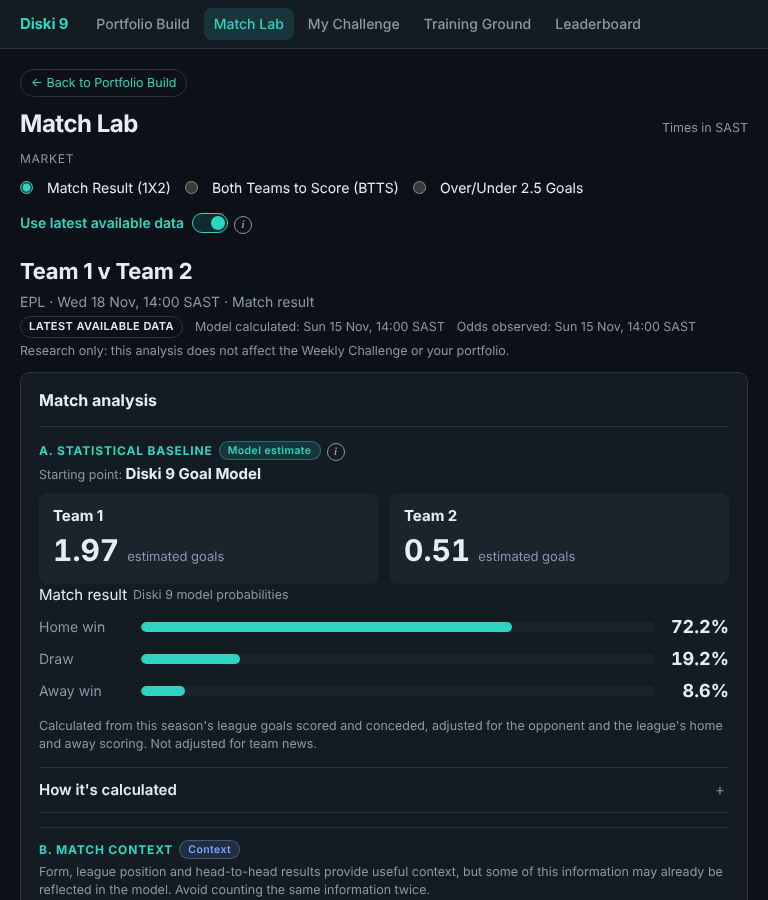 Diski 9 Portfolio Build Match Lab My Challenge Training Ground Leaderboard
← Back to Portfolio Build
Match Lab Times in SAST
MARKET
Match Result (1X2) Both Teams to Score (BTTS) Over/Under 2.5 Goals
Use latest available data i
Team 1 v Team 2
EPL · Wed 18 Nov, 14:00 SAST · Match result
LATEST AVAILABLE DATA Model calculated: Sun 15 Nov, 14:00 SAST Odds observed: Sun 15 Nov, 14:00 SAST
Research only: this analysis does not affect the Weekly Challenge or your portfolio.
Match analysis
A. STATISTICAL BASELINE Model estimate i
Starting point: Diski 9 Goal Model
Team 1 Team 2
1.97 estimated goals 0.51 estimated goals
Match result Diski 9 model probabilities
Home win 72.2%
Draw 19.2%
Away win 8.6%
Calculated from this season's league goals scored and conceded, adjusted for the opponent and the league's home
and away scoring. Not adjusted for team news.
How it's calculated +
B. MATCH CONTEXT Context
Form, league position and head-to-head results provide useful context, but some of this information may already be
reflected in the model. Avoid counting the same information twice.